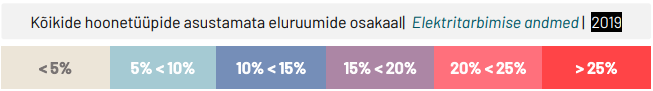 Kõikide hoonetüüpide asustamata eluruumide osakaal| Elektritarbimise andmed | 2019
< 5% 5% < 10% 10% < 15% 15% < 20% 20% < 25% > 25%